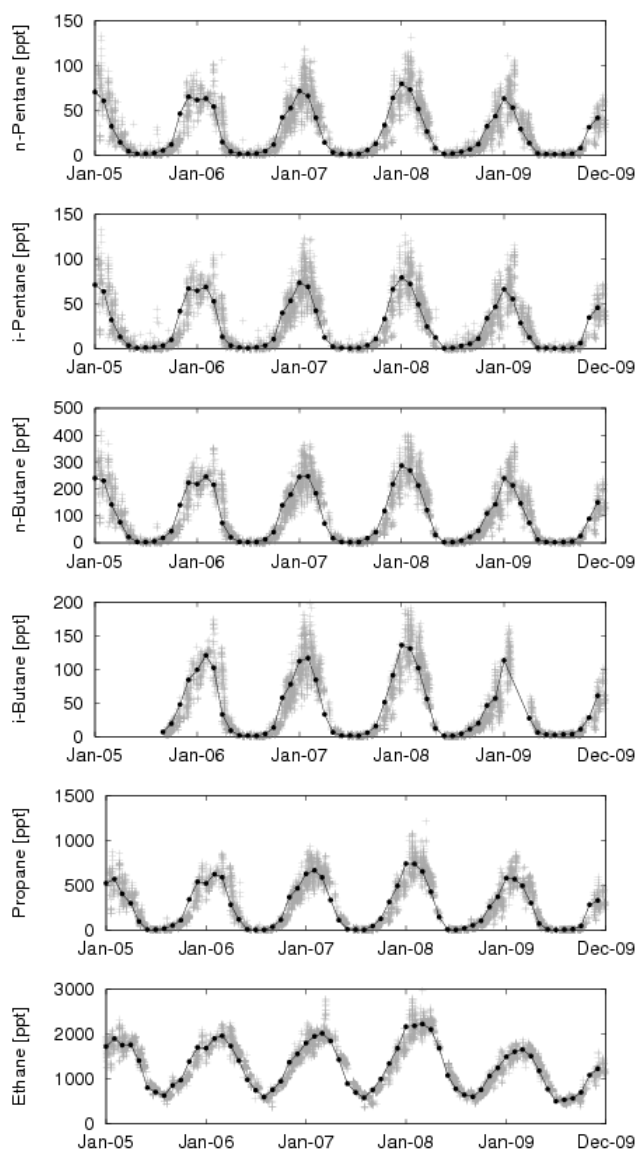 n-Pentane [ppt]
150
100
50
0
Jan-05 Jan-06 Jan-07 Jan-08 Jan-09 Dec-09
i-Pentane [ppt]
150
100
50
0
Jan-05 Jan-06 Jan-07 Jan-08 Jan-09 Dec-09
n-Butane [ppt]
500
400
300
200
100
0
Jan-05 Jan-06 Jan-07 Jan-08 Jan-09 Dec-09
i-Butane [ppt]
200
150
100
50
0
Jan-05 Jan-06 Jan-07 Jan-08 Jan-09 Dec-09
Propane [ppt]
1500
1000
500
0
Jan-05 Jan-06 Jan-07 Jan-08 Jan-09 Dec-09
Ethane [ppt]
3000
2000
1000
0
Jan-05 Jan-06 Jan-07 Jan-08 Jan-09 Dec-09